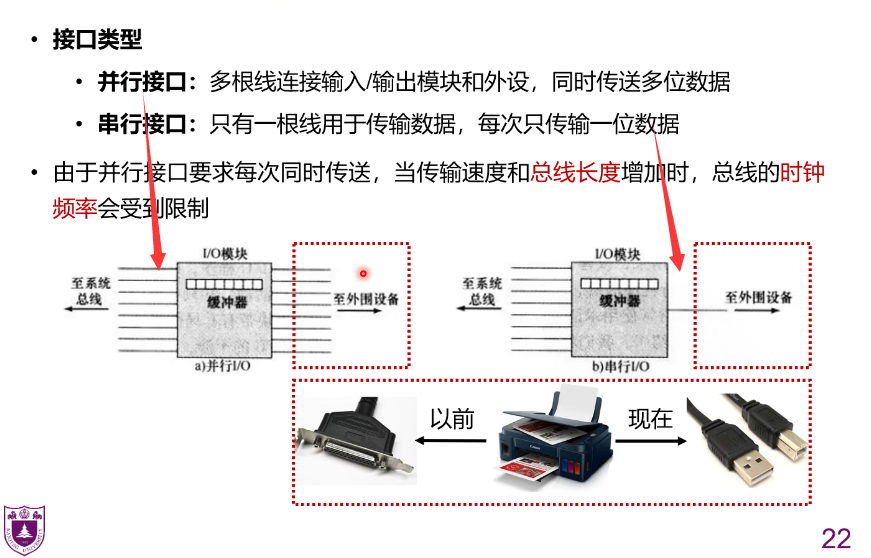 • 接口类型
• 并行接口：多根线连接输入/输出模块和外设，同时传送多位数据
• 串行接口：只有一根线用于传输数据，每次只传输一位数据
• 由于并行接口要求每次同时传送，当传输速度和总线长度增加时，总线的时钟
频率会受到限制
I/O模块
至系统
总线
缓冲器
至外围设备
a)并行I/O
I/O模块
至系统
总线
缓冲器
至外围设备
b)串行I/O
以前
现在
22